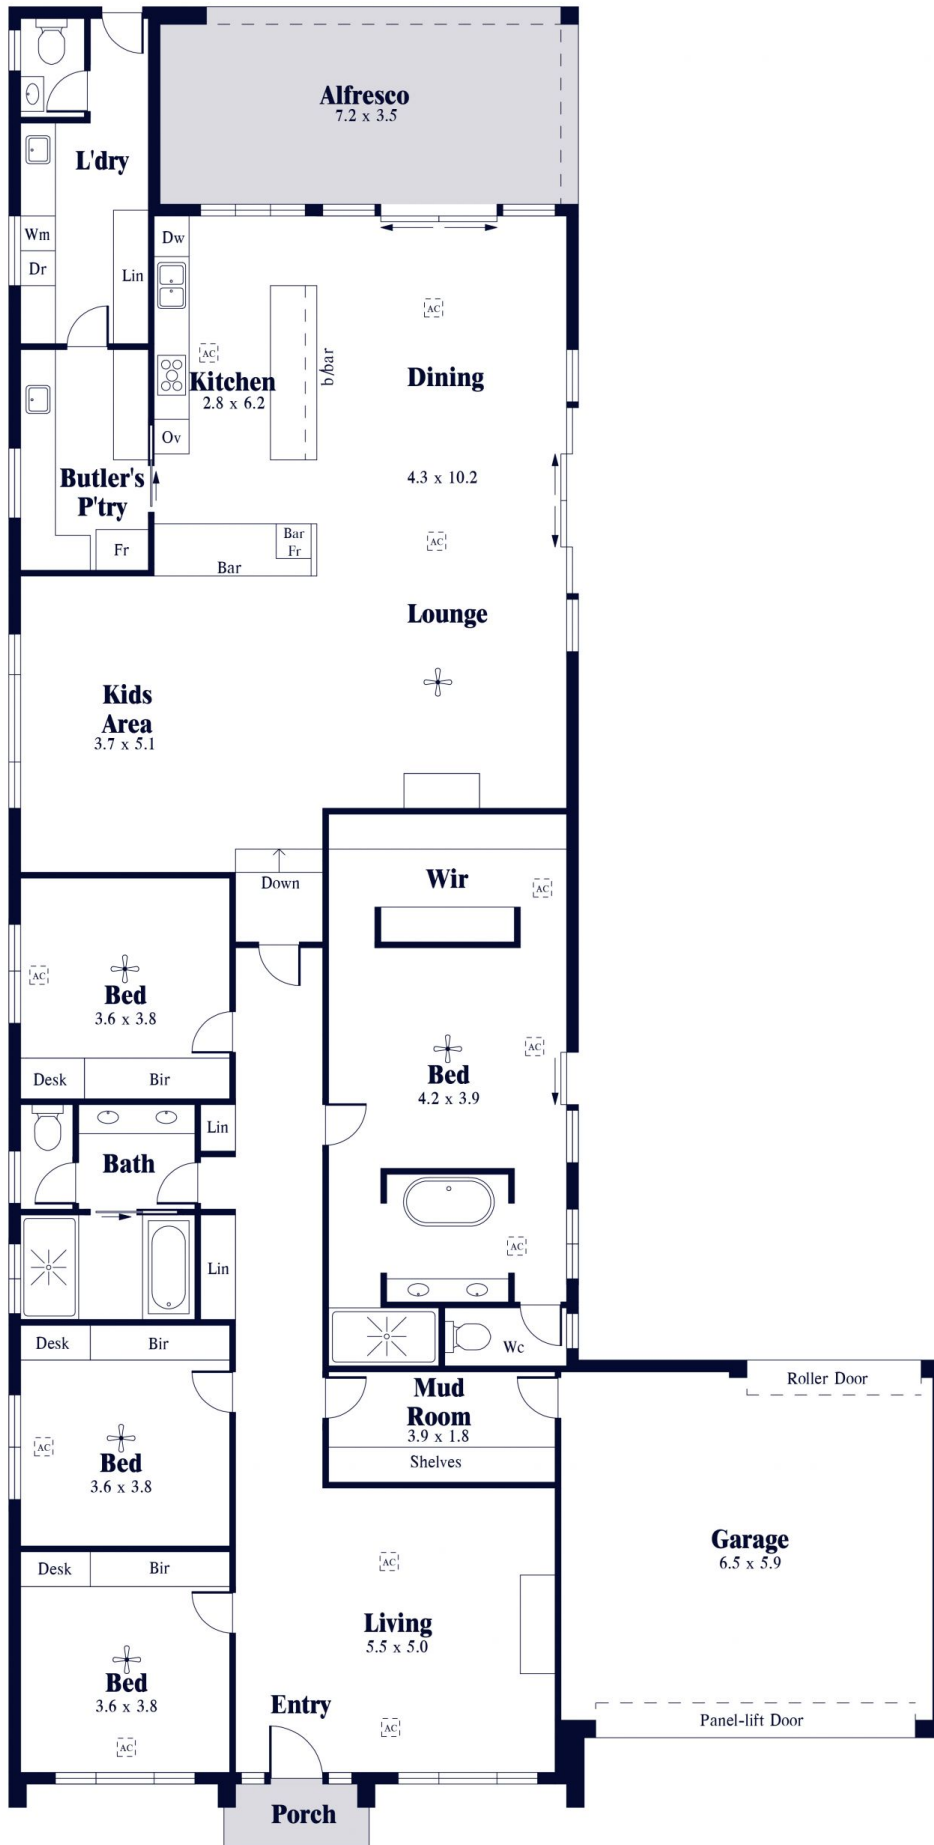 Alfresco
7.2 x 3.5
L'dry
Wm
Dr
Lin
Dw
AC
AC
Kitchen
2.8 x 6.2
b/bar
Dining
Ov
4.3 x 10.2
Butler's
P'try
Fr
Bar
Fr
Bar
AC
Lounge
Kids
Area
3.7 x 5.1
Down
Wir
AC
AC
Bed
3.6 x 3.8
Desk
Bir
AC
Bed
4.2 x 3.9
Lin
Bath
Lin
AC
Wc
Desk
Bir
Mud
Room
3.9 x 1.8
Shelves
Roller Door
AC
Bed
3.6 x 3.8
Garage
6.5 x 5.9
Desk
Bir
AC
Living
5.5 x 5.0
Bed
3.6 x 3.8
Entry
AC
AC
Panel-lift Door
Porch